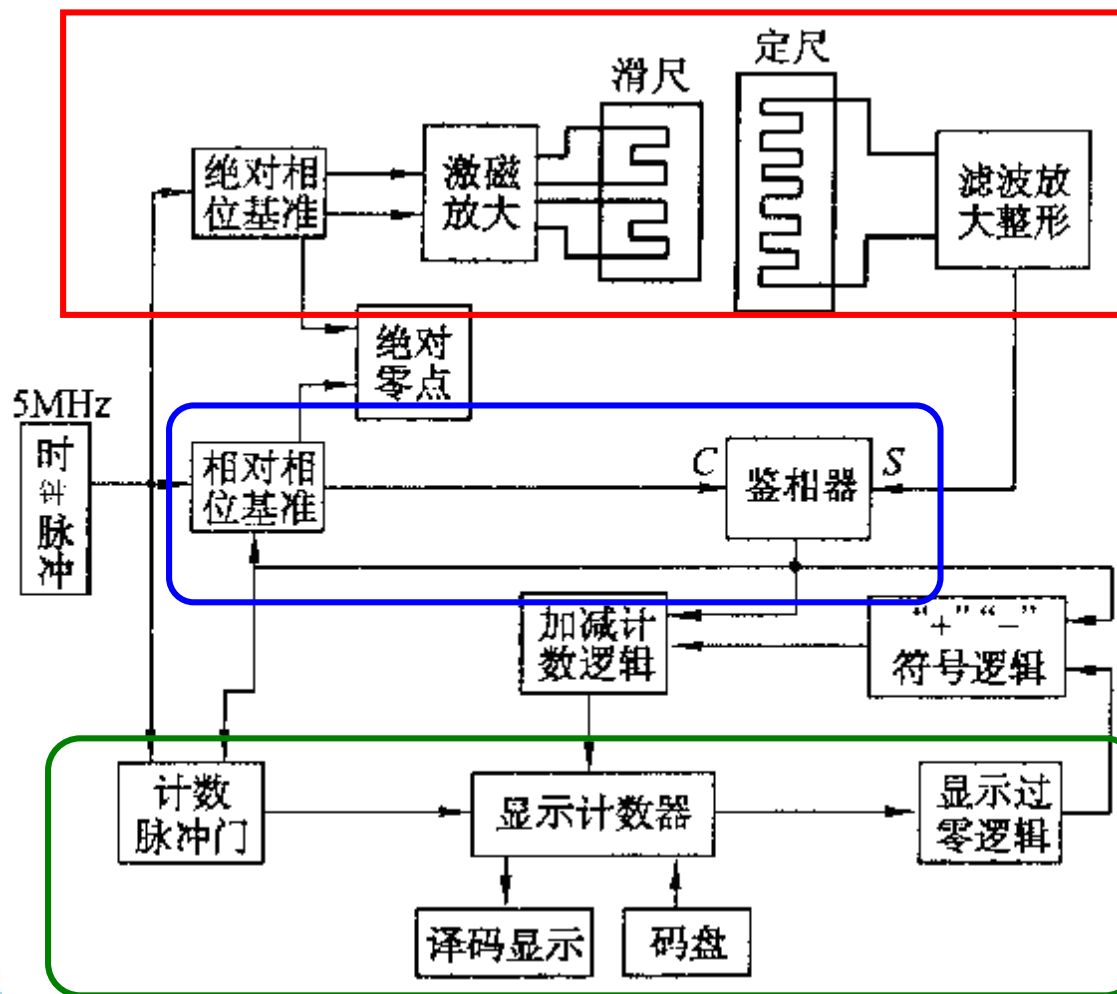 定尺
滑尺
绝对相
位基准
激磁
放大
滤波放
大整形
绝对
零点
5MHz
时
脉
冲
相对相
位基准
C
鉴相器
S
加减计
数逻辑
“+”“−”
符号逻辑
计数
脉冲门
显示计数器
显示过
零逻辑
译码显示
码盘